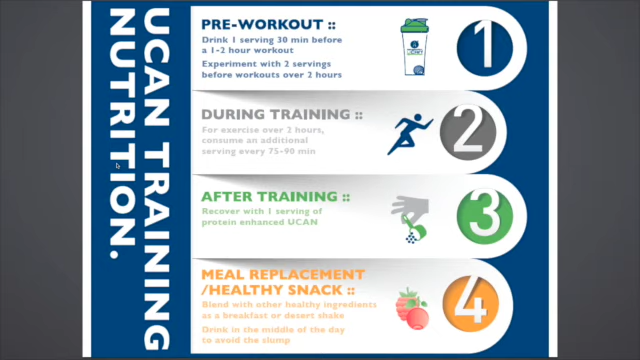 UCAN TRAINING
NUTRITION.
PRE-WORKOUT ::
Drink 1 serving 30 min before
a 1-2 hour workout
Experiment with 2 servings
before workouts over 2 hours
UCAN
1
DURING TRAINING ::
For exercise over 2 hours,
consume an additional
serving every 75-90 min
2
AFTER TRAINING ::
Recover with 1 serving of
protein enhanced UCAN
3
MEAL REPLACEMENT
/HEALTHY SNACK ::
Blend with other healthy ingredients
as a breakfast or desert shake
Drink in the middle of the day
to avoid the slump
4